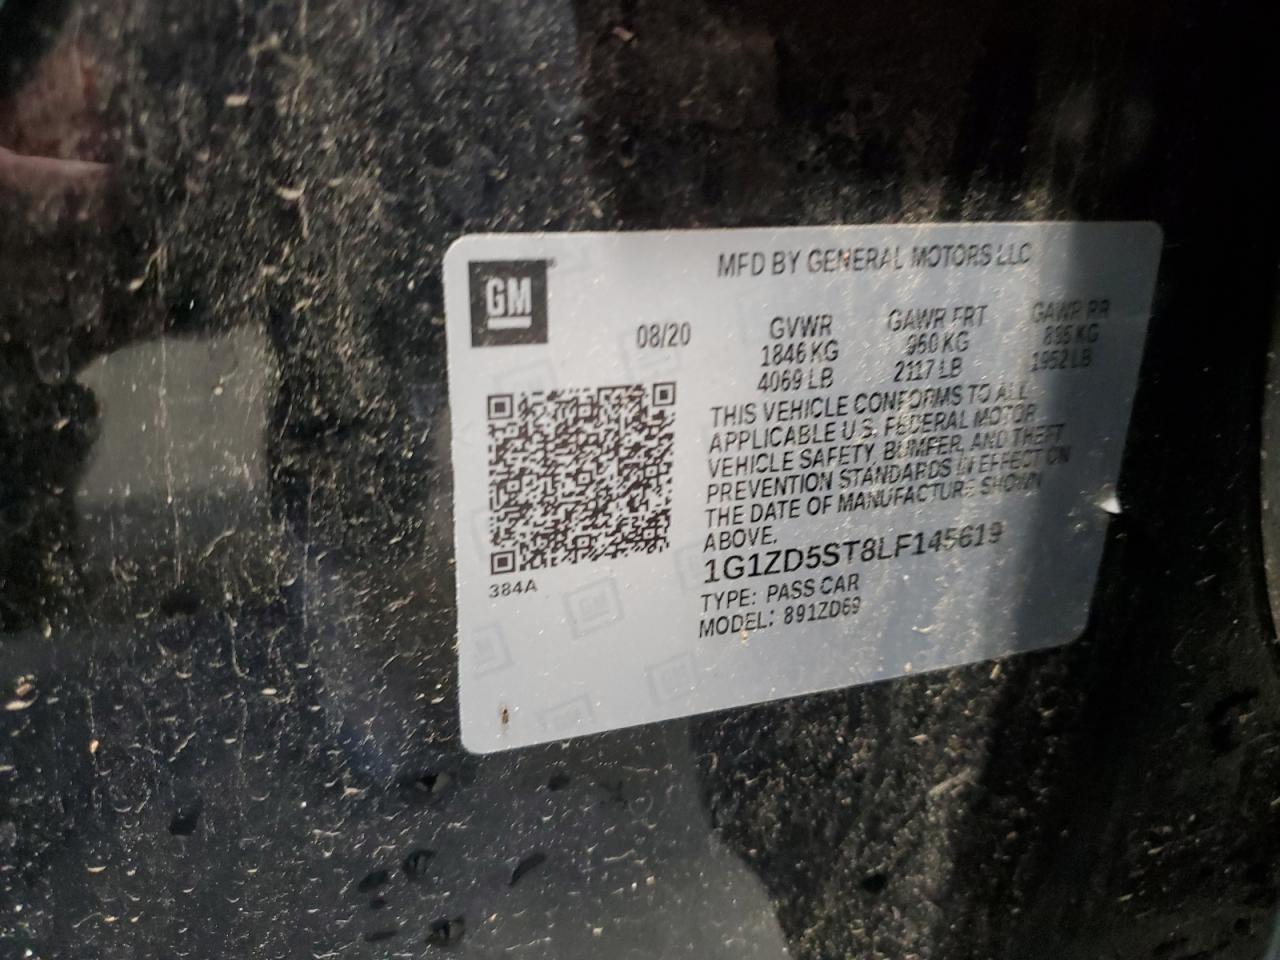 GM
MFD BY GENERAL MOTORS LLC
08/20
GVWR GAWR FRT GAWR RR
1846 KG 960 KG 885 KG
4069 LB 2117 LB 1952 LB
THIS VEHICLE CONFORMS TO ALL
APPLICABLE U.S. FEDERAL MOTOR
VEHICLE SAFETY, BUMPER, AND THEFT
PREVENTION STANDARDS IN EFFECT ON
THE DATE OF MANUFACTURE SHOWN
ABOVE.
1G1ZD5ST8LF145619
TYPE: PASS CAR
MODEL: 891ZD69
384A